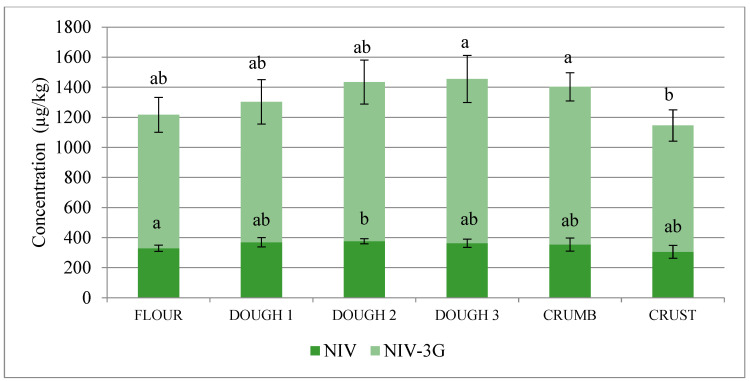 1800
1600
1400
1200
1000
800
600
400
200
0
Concentration (µg/kg)
ab ab ab a a b
a ab b ab ab ab
FLOUR DOUGH 1 DOUGH 2 DOUGH 3 CRUMB CRUST
NIV NIV-3G